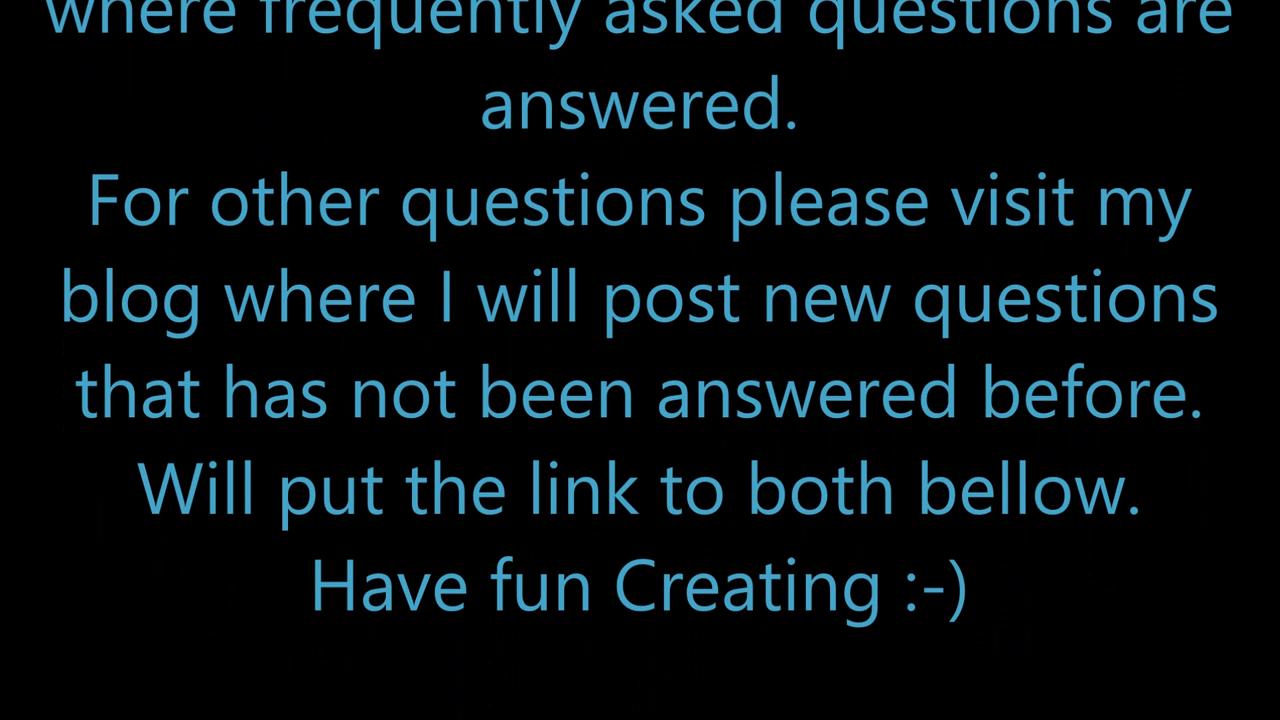 where frequently asked questions are
answered.
For other questions please visit my
blog where I will post new questions
that has not been answered before.
Will put the link to both bellow.
Have fun Creating :-)